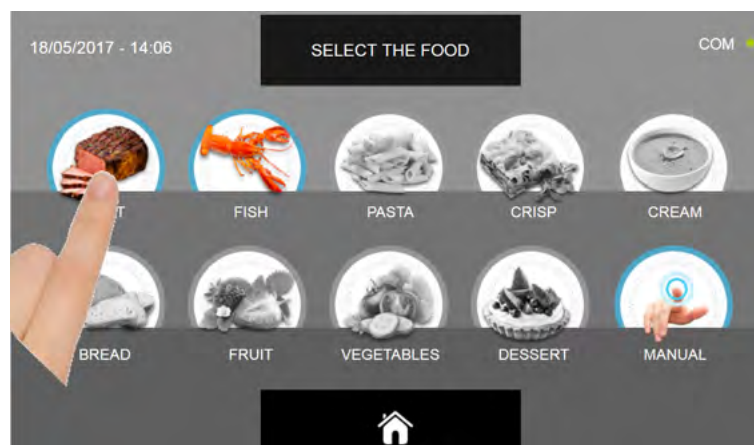 18/05/2017 - 14:06
SELECT THE FOOD
COM
FISH
PASTA
CRISP
CREAM
BREAD
FRUIT
VEGETABLES
DESSERT
MANUAL